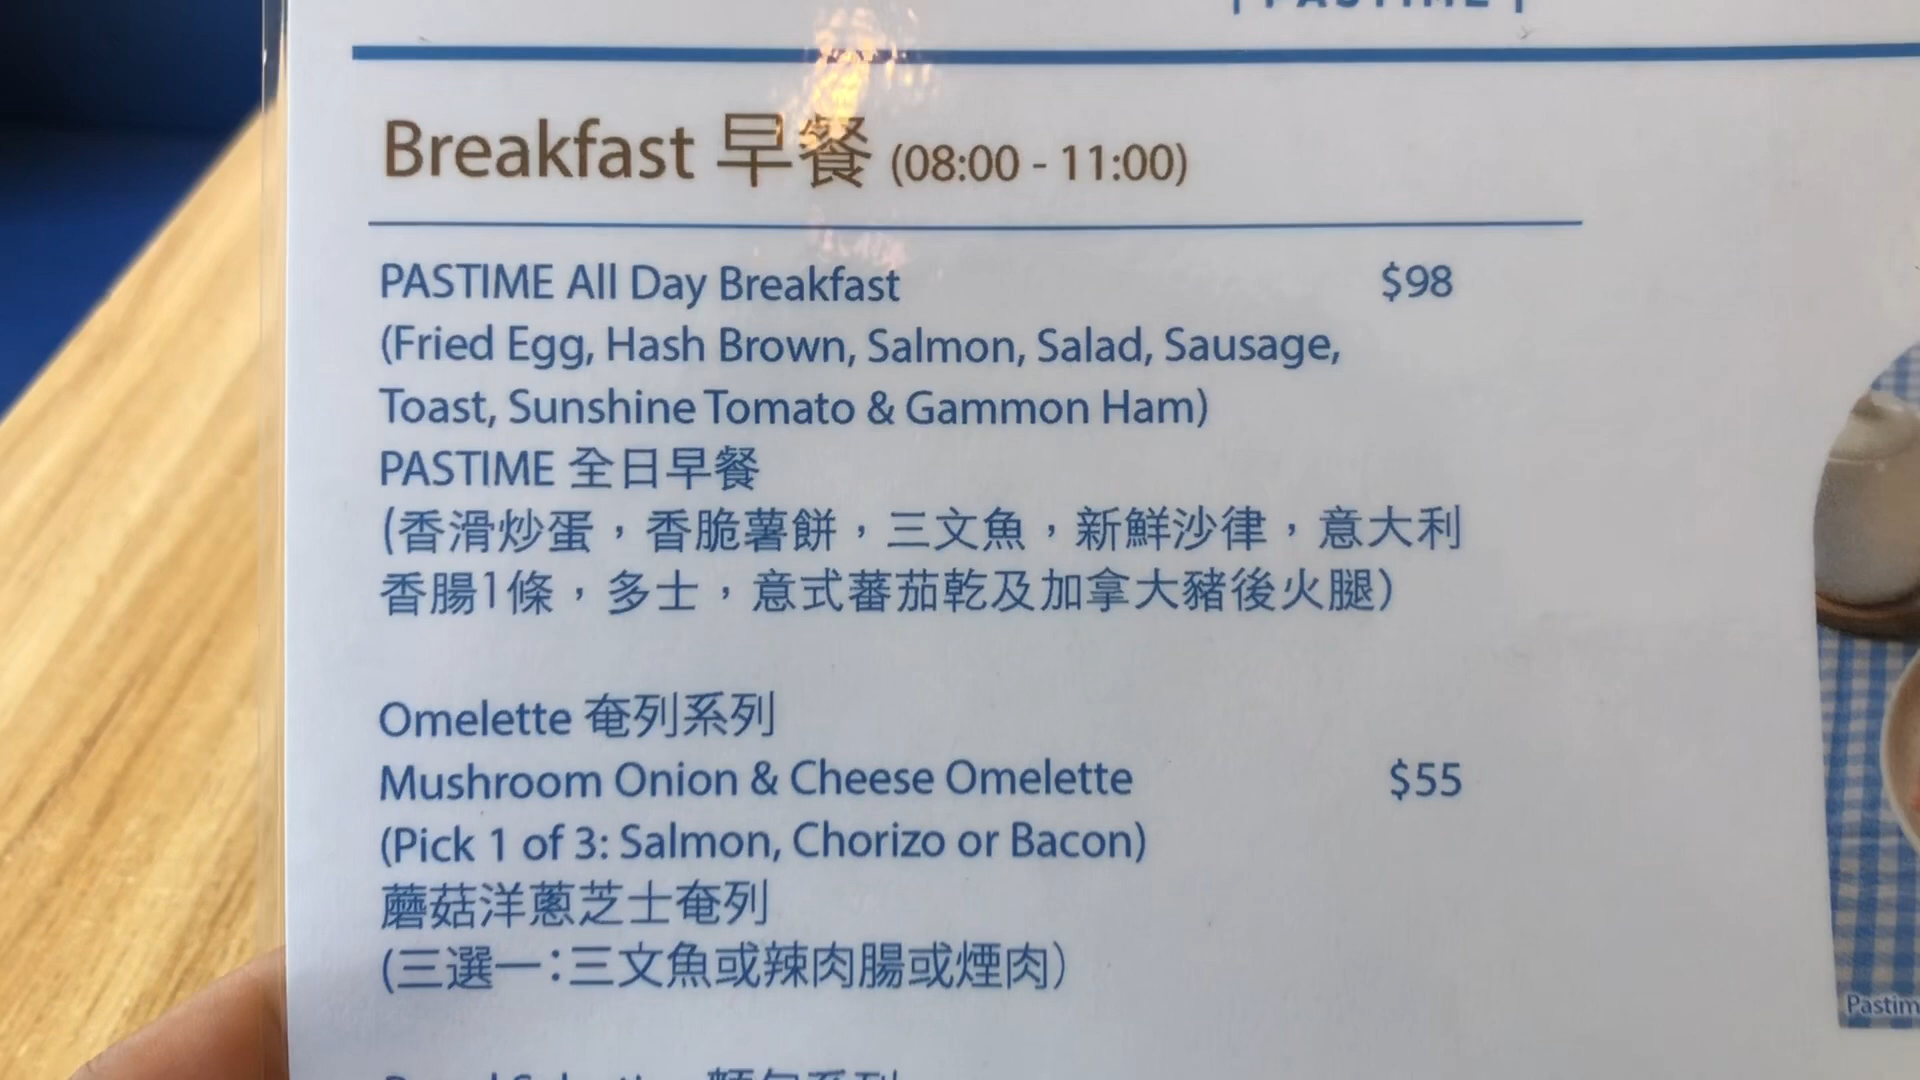 | PASTIME |
Breakfast 早餐 (08:00 - 11:00)
PASTIME All Day Breakfast $98
(Fried Egg, Hash Brown, Salmon, Salad, Sausage,
Toast, Sunshine Tomato & Gammon Ham)
PASTIME 全日早餐
(香滑炒蛋，香脆薯餅，三文魚，新鮮沙律，意大利
香腸1條，多士，意式蕃茄乾及加拿大豬後火腿)
Omelette 奄列系列
Mushroom Onion & Cheese Omelette $55
(Pick 1 of 3: Salmon, Chorizo or Bacon)
蘑菇洋蔥芝士奄列
(三選一：三文魚或辣肉腸或煙肉)
Pastim